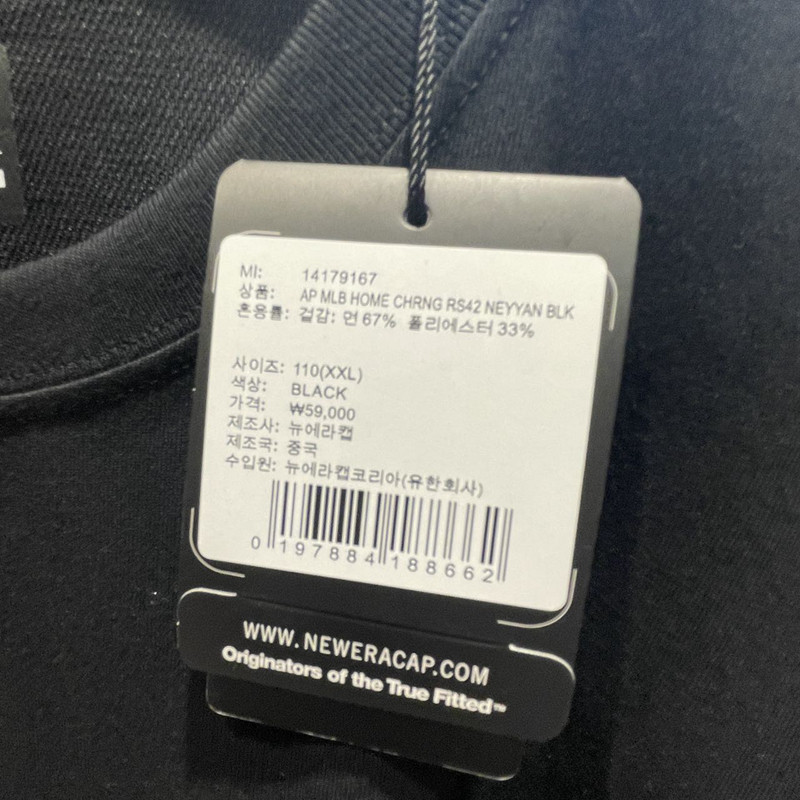 MI: 14179167
상품: AP MLB HOME CHRNG RS42 NEYYAN BLK
혼용률: 겉감: 면 67% 폴리에스터 33%
사이즈: 110(XXL)
색상: BLACK
가격: ₩59,000
제조사: 뉴에라캡
제조국: 중국
수입원: 뉴에라캡코리아(유한회사)
0 197884 188662
WWW.NEWERACAP.COM
Originators of the True Fitted™